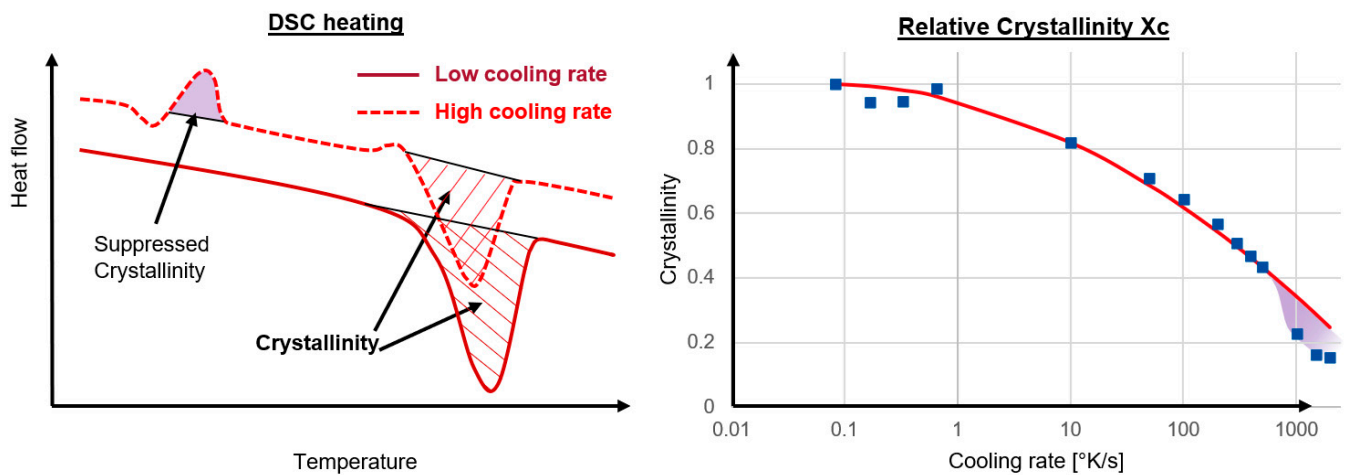 DSC heating
Low cooling rate
High cooling rate
Heat flow
Suppressed
Crystallinity
Crystallinity
Temperature
Relative Crystallinity Xc
Crystallinity
1
0.8
0.6
0.4
0.2
0
0.01
0.1
1
10
100
1000
Cooling rate [°K/s]